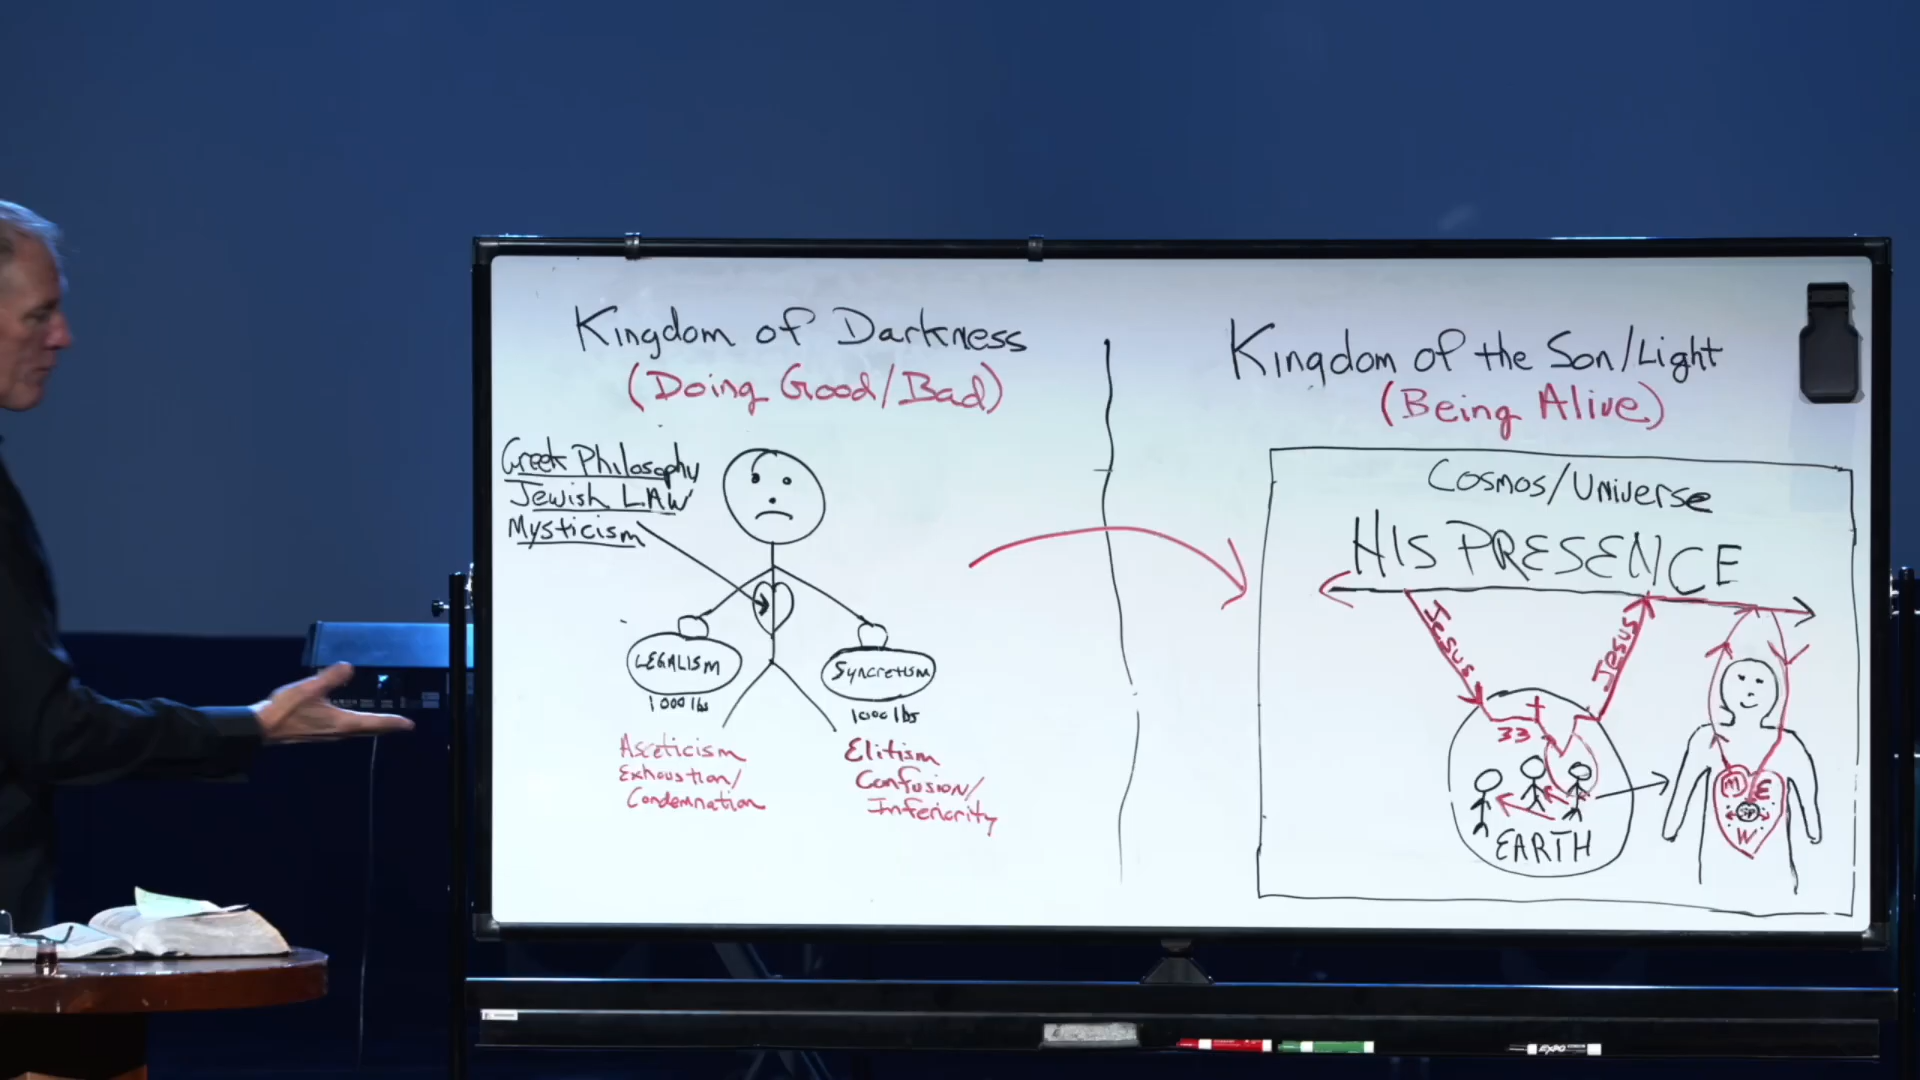 Kingdom of Darkness
(Doing Good/Bad)
Greek Philosophy
Jewish LAW
Mysticism
LEGALISM
1000 lbs
Syncretism
1000 lbs
Asceticism
Exhaustion/
Condemnation
Elitism
Confusion/
Inferiority
Kingdom of the Son/Light
(Being Alive)
Cosmos/Universe
HIS PRESENCE
Jesus
Jesus
33
EARTH
M
E
SP
W
EXPO